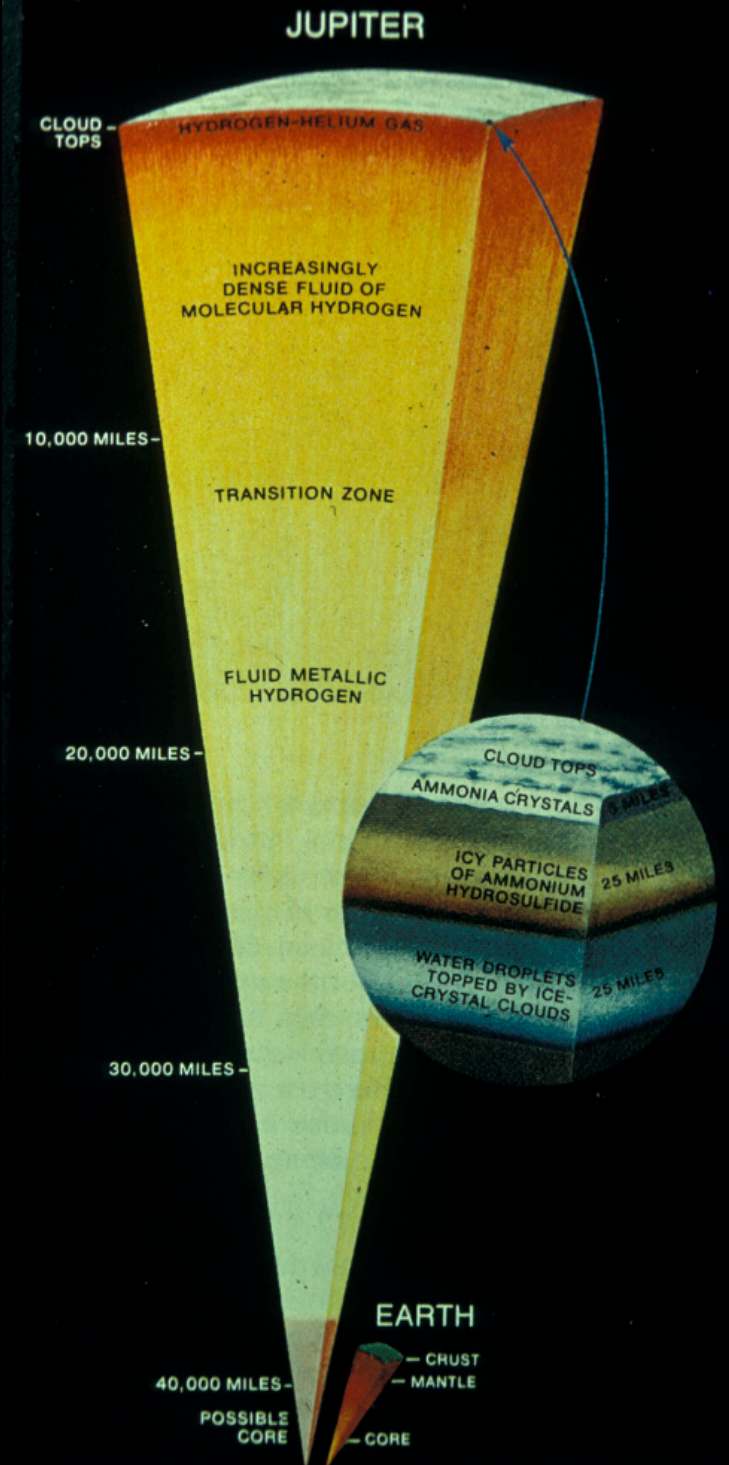 JUPITER
CLOUD
TOPS
HYDROGEN-HELIUM GAS
INCREASINGLY
DENSE FLUID OF
MOLECULAR HYDROGEN
10,000 MILES
TRANSITION ZONE
FLUID METALLIC
HYDROGEN
20,000 MILES
CLOUD TOPS
AMMONIA CRYSTALS
ICY PARTICLES
OF AMMONIUM
HYDROSULFIDE
25 MILES
WATER DROPLETS
TOPPED BY ICE-
CRYSTAL CLOUDS
25 MILES
30,000 MILES
EARTH
CRUST
MANTLE
40,000 MILES
POSSIBLE
CORE
CORE